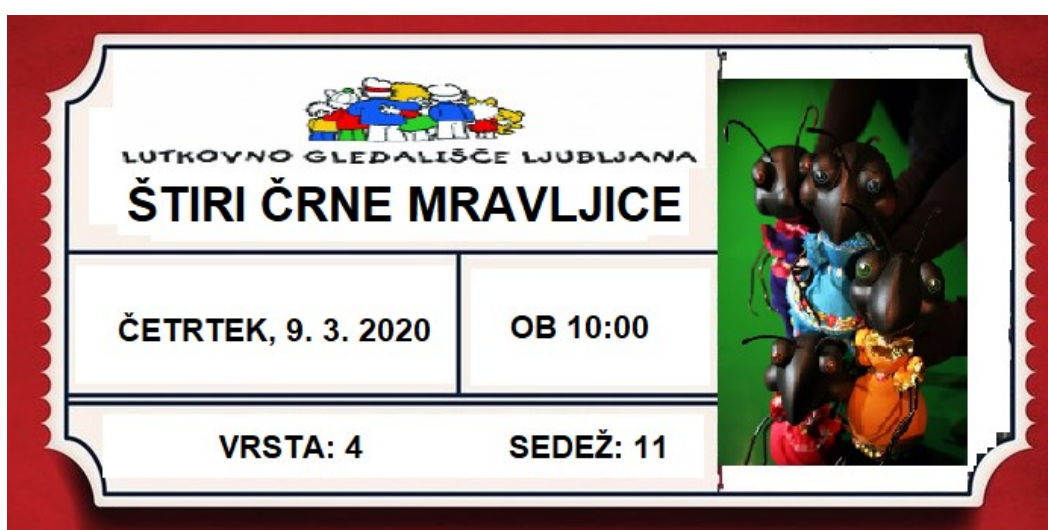 LUTKOVNO GLEDALIŠČE LJUBLJANA
ŠTIRI ČRNE MRAVLJICE
ČETRTEK, 9. 3. 2020
OB 10:00
VRSTA: 4
SEDEŽ: 11